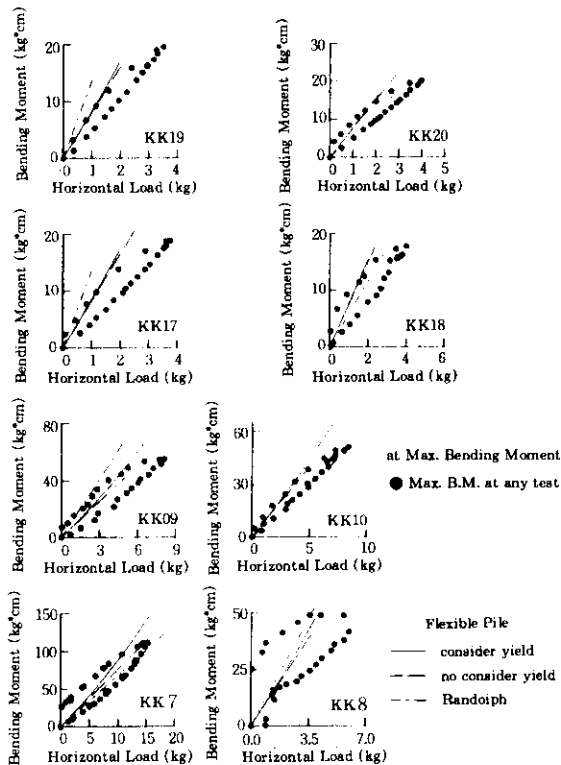 Bending Moment (kg*cm)
20
10
0
0 1 2 3 4
KK19
Horizontal Load (kg)
Bending Moment (kg*cm)
30
20
10
0
0 1 2 3 4 5
KK20
Horizontal Load (kg)
Bending Moment (kg*cm)
20
10
0
0 1 2 3 4
KK17
Horizontal Load (kg)
Bending Moment (kg*cm)
20
10
0
0 2 4 6
KK18
Horizontal Load (kg)
Bending Moment (kg*cm)
80
40
0
0 3 6 9
KK09
Horizontal Load (kg)
Bending Moment (kg*cm)
60
30
0
0 5 10
KK10
Horizontal Load (kg)
at Max. Bending Moment
● Max. B.M. at any test
Bending Moment (kg*cm)
150
100
50
0
0 5 10 15 20
KK7
Horizontal Load (kg)
Bending Moment (kg*cm)
50
25
0
0.0 3.5 7.0
KK8
Horizontal Load (kg)
Flexible Pile
consider yield
no consider yield
Randolph